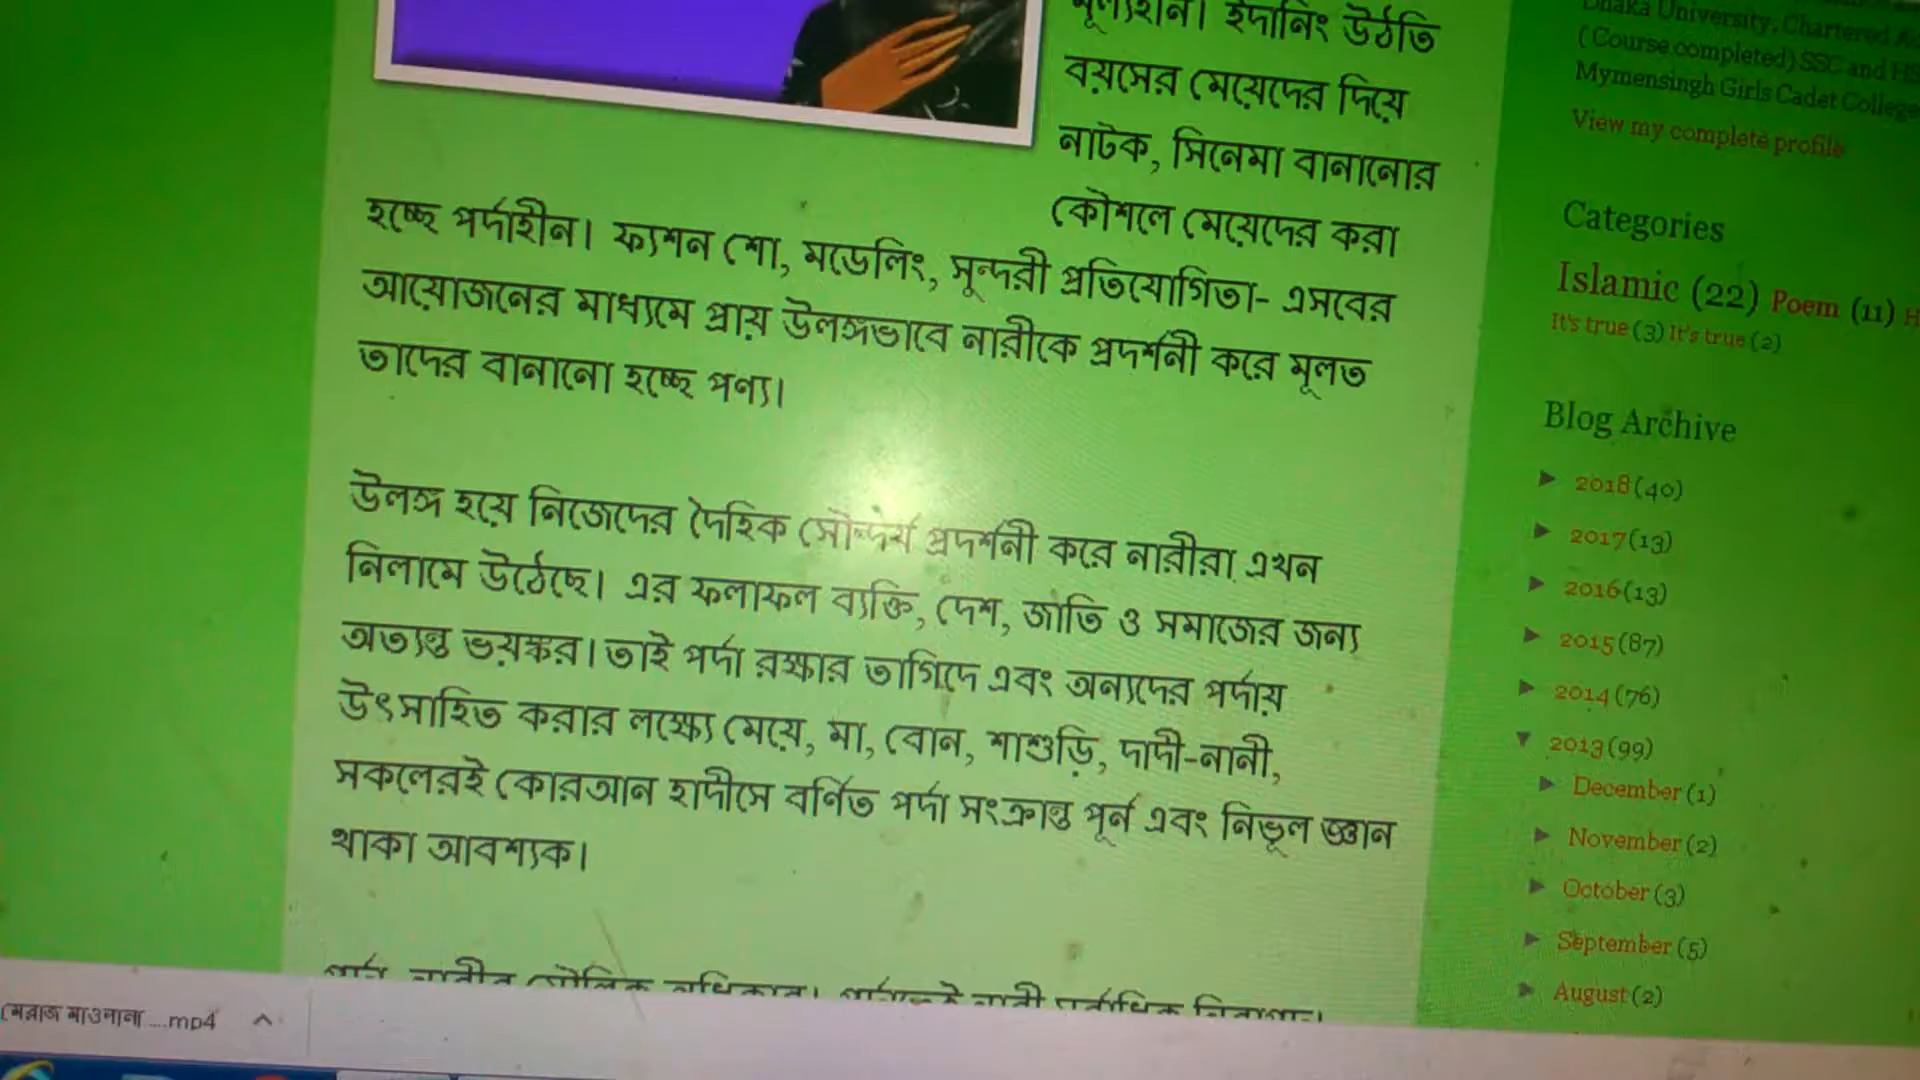 মূল্যহীন। ইদানিং উঠতি
বয়সের মেয়েদের দিয়ে
নাটক, সিনেমা বানানোর
কৌশলে মেয়েদের করা
হচ্ছে পর্দাহীন। ফ্যশন শো, মডেলিং, সুন্দরী প্রতিযোগিতা- এসবের
আয়োজনের মাধ্যমে প্রায় উলঙ্গভাবে নারীকে প্রদর্শনী করে মূলত
তাদের বানানো হচ্ছে পণ্য।
উলঙ্গ হয়ে নিজেদের দৈহিক সৌন্দর্য প্রদর্শনী করে নারীরা এখন
নিলামে উঠেছে। এর ফলাফল ব্যক্তি, দেশ, জাতি ও সমাজের জন্য
অত্যন্ত ভয়ঙ্কর। তাই পর্দা রক্ষার তাগিদে এবং অন্যদের পর্দায়
উৎসাহিত করার লক্ষ্যে মেয়ে, মা, বোন, শাশুড়ি, দাদী-নানী,
সকলেরই কোরআন হাদীসে বর্ণিত পর্দা সংক্রান্ত পূর্ন এবং নিভূল জ্ঞান
থাকা আবশ্যক।
Dhaka University, Chartered
(Course completed) SSC and
Mymensingh Girls Cadet College
View my complete profile
Categories
Islamic (22) Poem (11)
It's true (3) It's true (2)
Blog Archive
► 2018 (40)
► 2017 (13)
► 2016 (13)
► 2015 (87)
► 2014 (76)
▼ 2013 (99)
► December (1)
► November (2)
► October (3)
► September (5)
► August (2)
....mp4